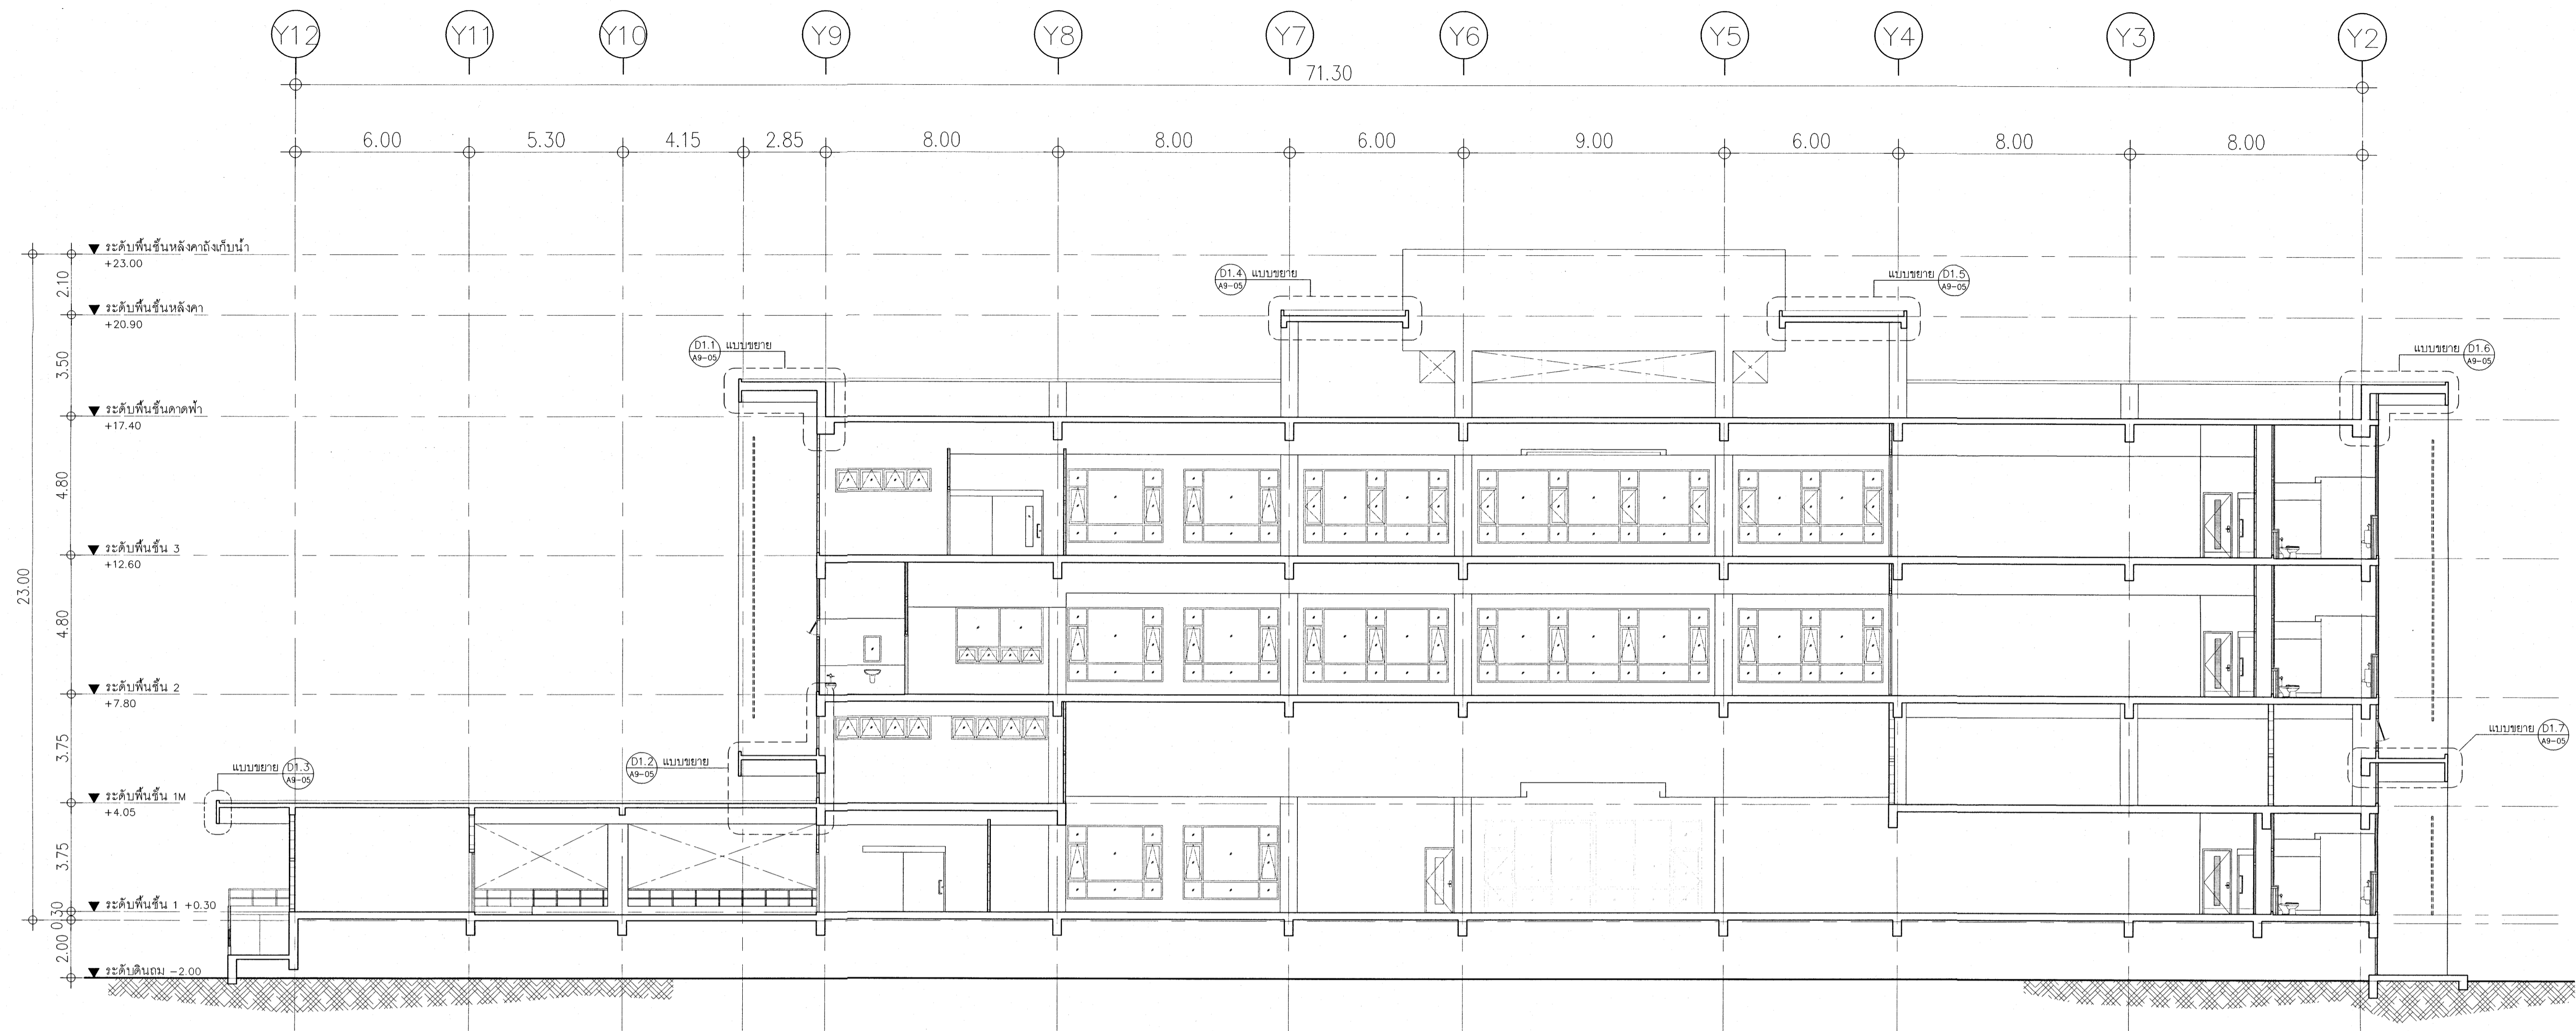 Y12 Y11 Y10 Y9 Y8 Y7 Y6 Y5 Y4 Y3 Y2
71.30
6.00 5.30 4.15 2.85 8.00 8.00 6.00 9.00 6.00 8.00 8.00
ระดับพื้นชั้นหลังคาถังเก็บน้ำ
+23.00
2.10
D1.4 แบบขยาย
A9-05
แบบขยาย D1.5
A9-05
ระดับพื้นชั้นหลังคา
+20.90
3.50
D1.1 แบบขยาย
A9-05
แบบขยาย D1.6
A9-05
ระดับพื้นชั้นดาดฟ้า
+17.40
4.80
ระดับพื้นชั้น 3
+12.60
23.00
4.80
ระดับพื้นชั้น 2
+7.80
3.75
แบบขยาย D1.7
A9-05
แบบขยาย D1.3
A9-05
D1.2 แบบขยาย
A9-05
ระดับพื้นชั้น 1M
+4.05
3.75
ระดับพื้นชั้น 1 +0.30
0.30
2.00
ระดับดินถม -2.00